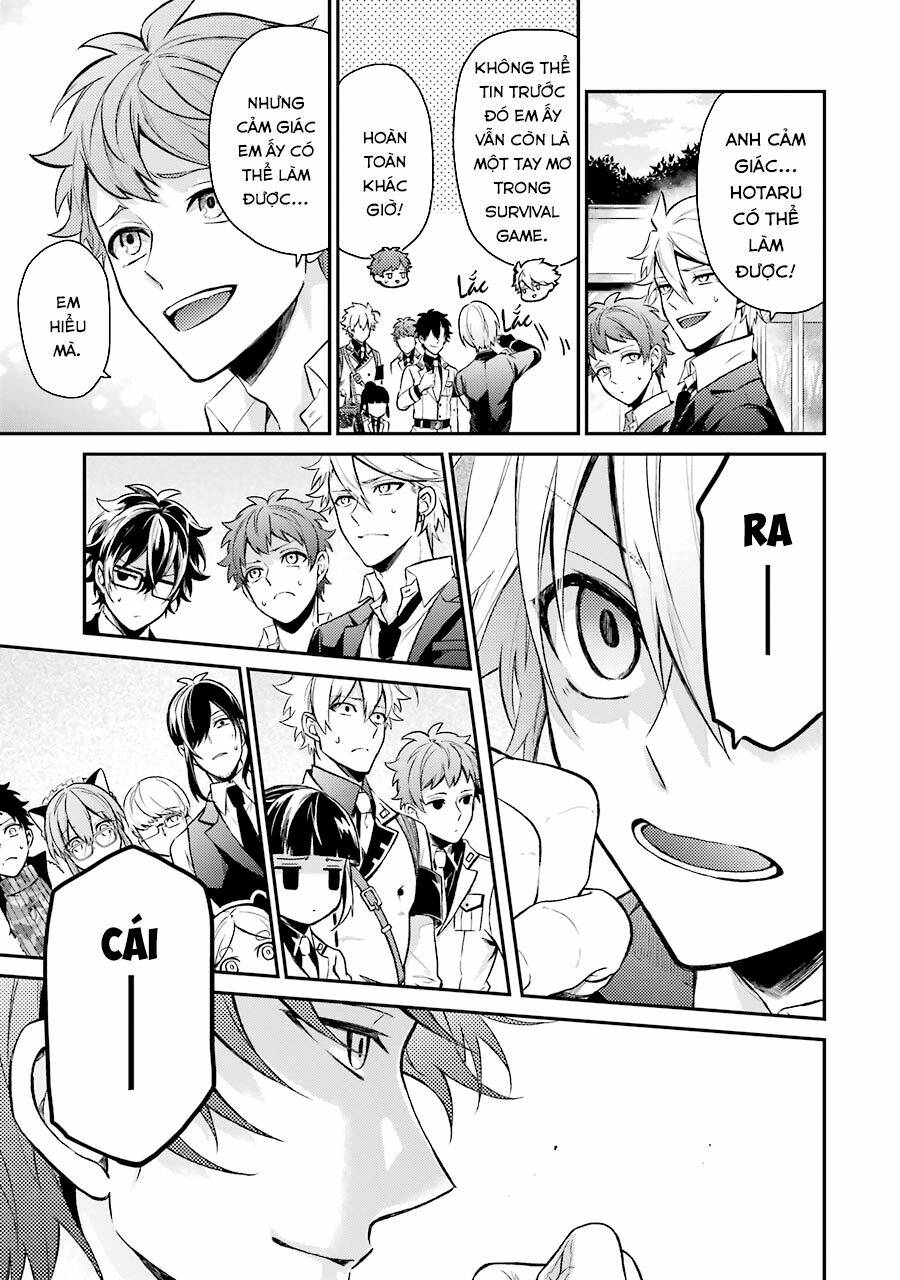 ANH CẢM
GIÁC...
HOTARU
CÓ THỂ
LÀM
ĐƯỢC!
KHÔNG THỂ
TIN TRƯỚC
ĐÓ EM ẤY
VẪN CÒN LÀ
MỘT TAY MƠ
TRONG
SURVIVAL
GAME.
HOÀN
TOÀN
KHÁC
GIỜ!
LẮC
LẮC
NHƯNG
CẢM GIÁC
EM ẤY CÓ
THỂ LÀM
ĐƯỢC...
EM
HIỂU
MÀ.
RA
—
CÁI
—